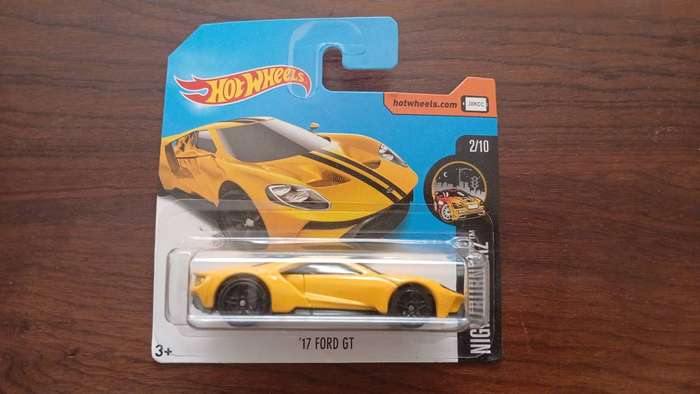 HOT WHEELS
hotwheels.com
2/10
'17 FORD GT
3+